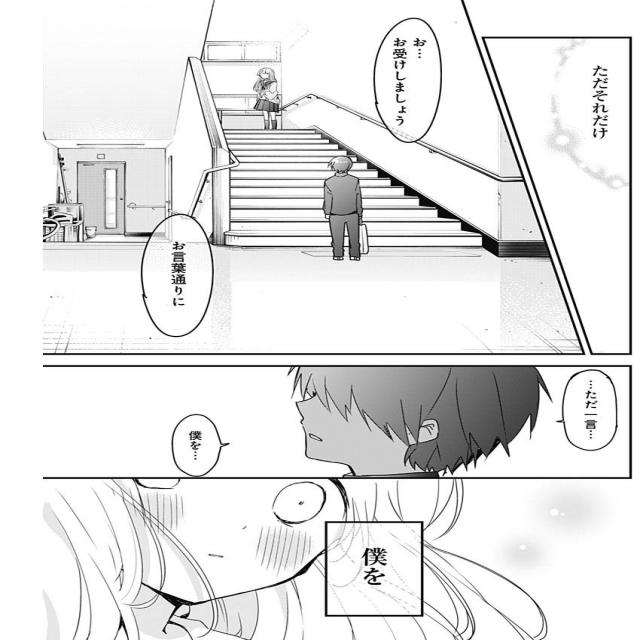 ただそれだけ
お…
お受けしましょう
お言葉通りに
…ただ一言…
僕を…
僕を